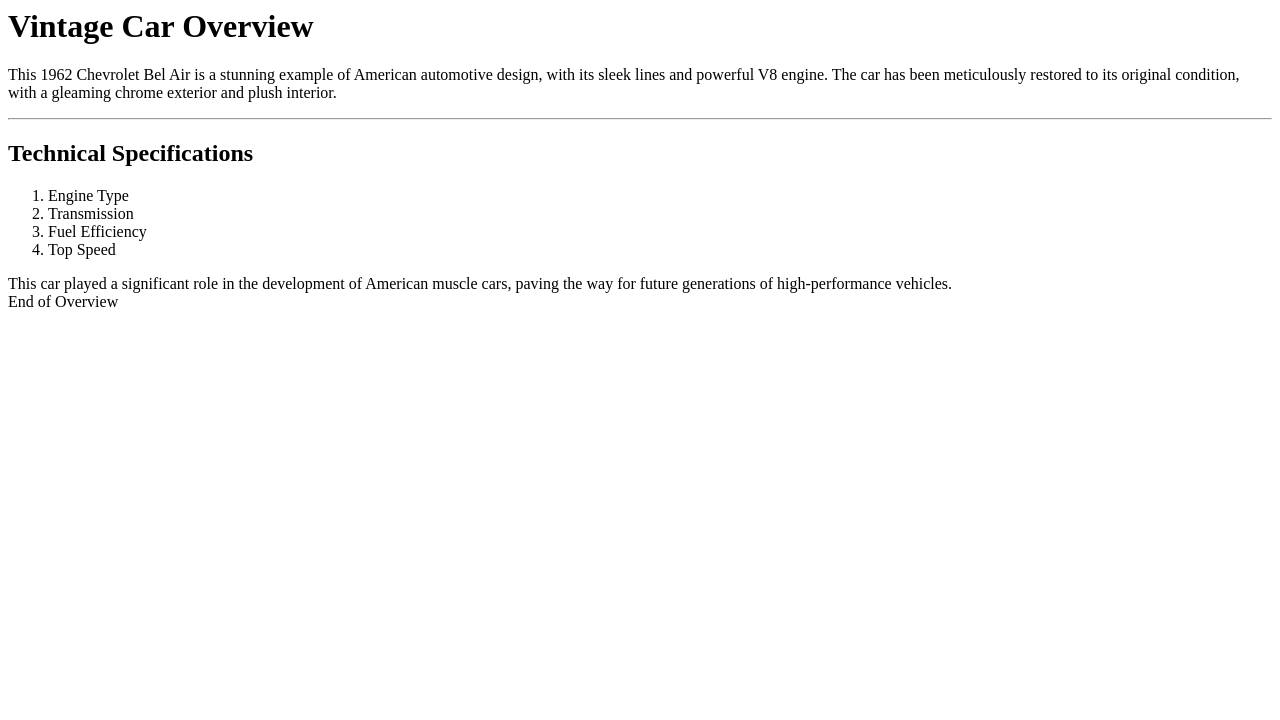 Vintage Car Overview
This 1962 Chevrolet Bel Air is a stunning example of American automotive design, with its sleek lines and powerful V8 engine. The car has been meticulously restored to its original condition,
with a gleaming chrome exterior and plush interior.
Technical Specifications
1. Engine Type
2. Transmission
3. Fuel Efficiency
4. Top Speed
This car played a significant role in the development of American muscle cars, paving the way for future generations of high-performance vehicles.
End of Overview